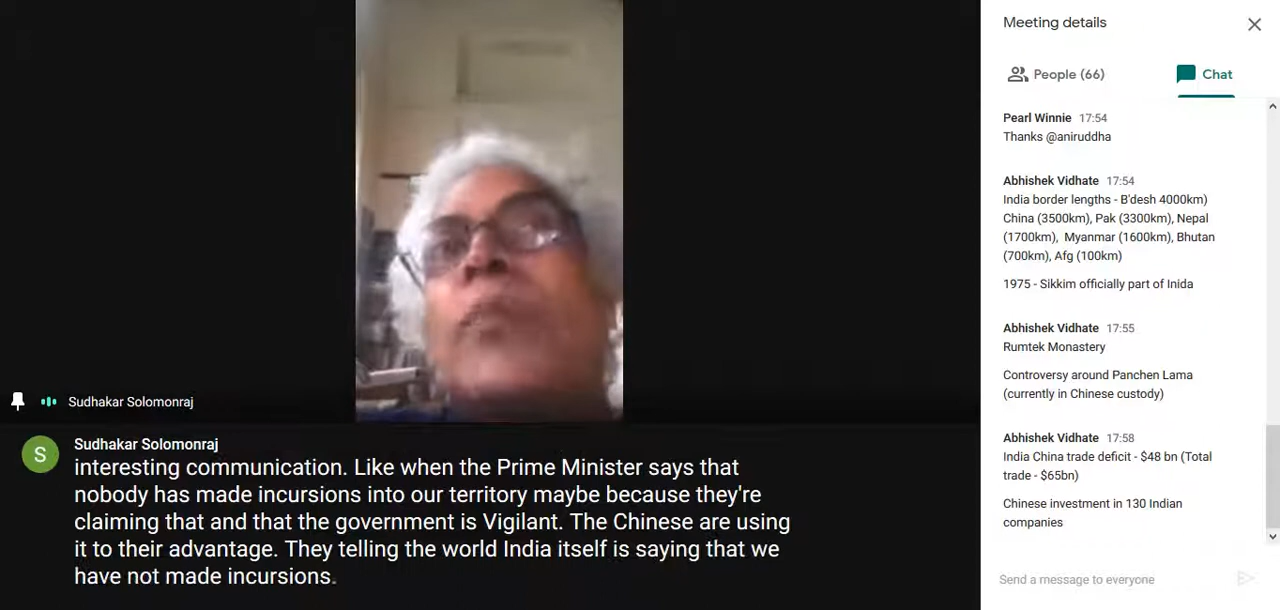 Sudhakar Solomonraj
S
Sudhakar Solomonraj
interesting communication. Like when the Prime Minister says that
nobody has made incursions into our territory maybe because they're
claiming that and that the government is Vigilant. The Chinese are using
it to their advantage. They telling the world India itself is saying that we
have not made incursions.
Meeting details
People (66)
Chat
Pearl Winnie 17:54
Thanks @aniruddha
Abhishek Vidhate 17:54
India border lengths - B'desh 4000km)
China (3500km), Pak (3300km), Nepal
(1700km), Myanmar (1600km), Bhutan
(700km), Afg (100km)
1975 - Sikkim officially part of Inida
Abhishek Vidhate 17:55
Rumtek Monastery
Controversy around Panchen Lama
(currently in Chinese custody)
Abhishek Vidhate 17:58
India China trade deficit - $48 bn (Total
trade - $65bn)
Chinese investment in 130 Indian
companies
Send a message to everyone